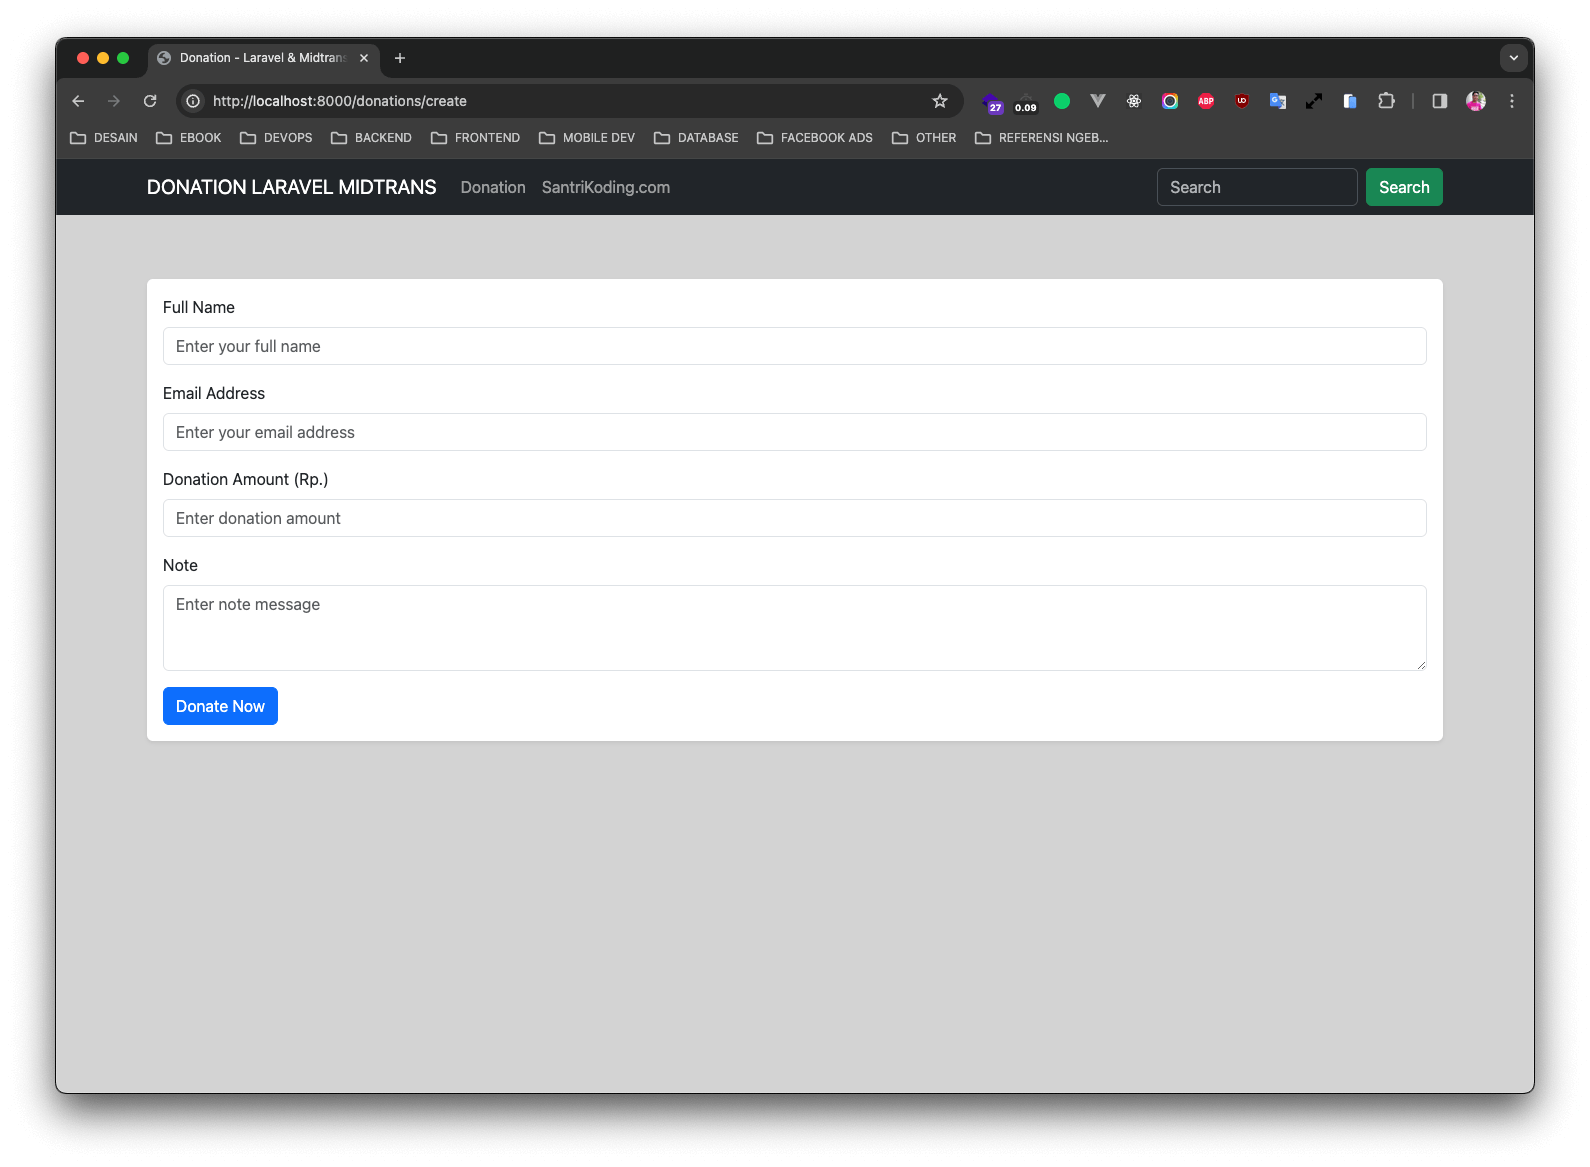 Donation - Laravel & Midtrans
http://localhost:8000/donations/create
27
0.09
ABP
DESAIN
EBOOK
DEVOPS
BACKEND
FRONTEND
MOBILE DEV
DATABASE
FACEBOOK ADS
OTHER
REFERENSI NGEB...
DONATION LARAVEL MIDTRANS
Donation
SantriKoding.com
Search
Search
Full Name
Enter your full name
Email Address
Enter your email address
Donation Amount (Rp.)
Enter donation amount
Note
Enter note message
Donate Now